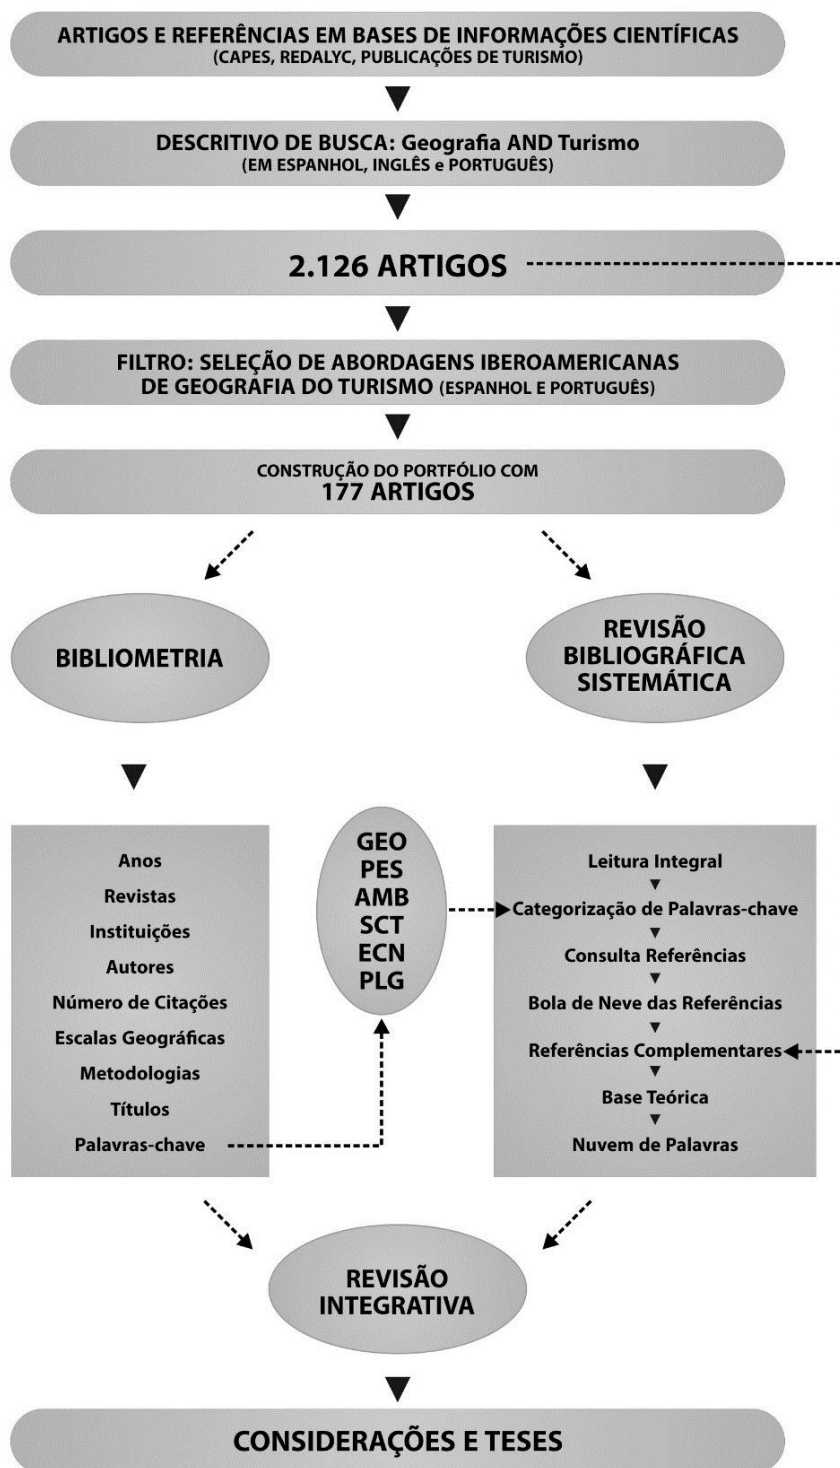 ARTIGOS E REFERÊNCIAS EM BASES DE INFORMAÇÕES CIENTÍFICAS
(CAPES, REDALYC, PUBLICAÇÕES DE TURISMO)
DESCRITIVO DE BUSCA: Geografia AND Turismo
(EM ESPANHOL, INGLÊS e PORTUGUÊS)
2.126 ARTIGOS
FILTRO: SELEÇÃO DE ABORDAGENS IBEROAMERICANAS
DE GEOGRAFIA DO TURISMO (ESPANHOL E PORTUGUÊS)
CONSTRUÇÃO DO PORTFÓLIO COM
177 ARTIGOS
BIBLIOMETRIA
REVISÃO
BIBLIOGRÁFICA
SISTEMÁTICA
Anos
Revistas
Instituições
Autores
Número de Citações
Escalas Geográficas
Metodologias
Títulos
Palavras-chave
GEO
PES
AMB
SCT
ECN
PLG
Leitura Integral
Categorização de Palavras-chave
Consulta Referências
Bola de Neve das Referências
Referências Complementares
Base Teórica
Nuvem de Palavras
REVISÃO
INTEGRATIVA
CONSIDERAÇÕES E TESES